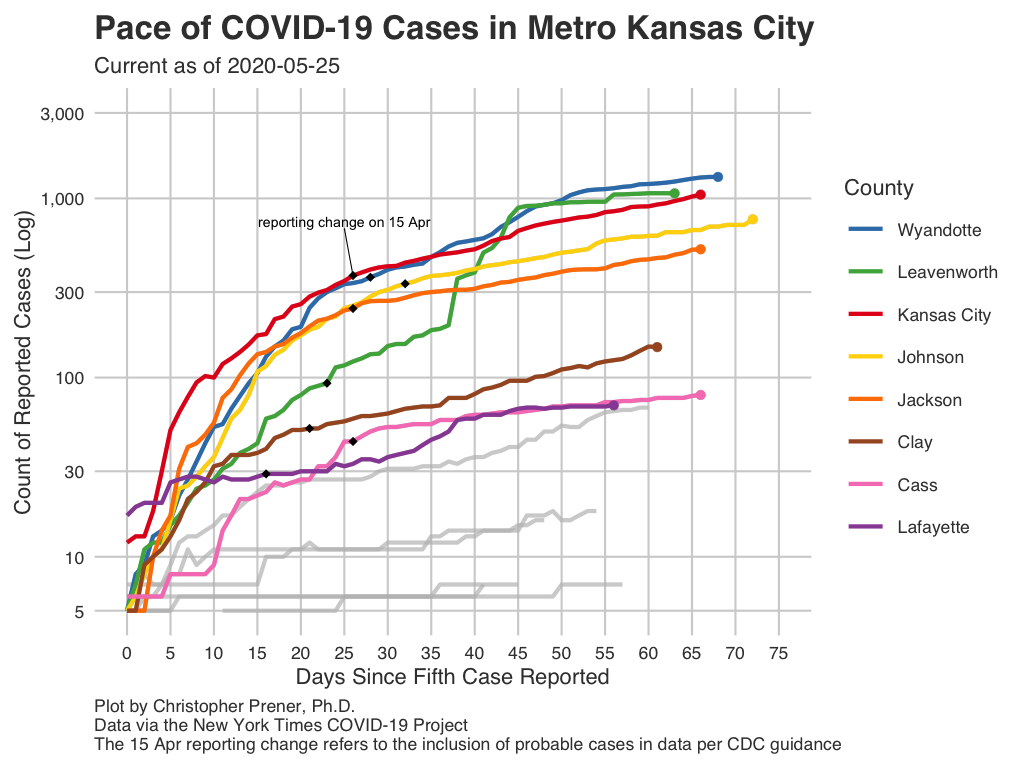 Pace of COVID-19 Cases in Metro Kansas City
Current as of 2020-05-25
Count of Reported Cases (Log)
3,000
1,000
300
100
30
10
5
reporting change on 15 Apr
0 5 10 15 20 25 30 35 40 45 50 55 60 65 70 75
Days Since Fifth Case Reported
County
Wyandotte
Leavenworth
Kansas City
Johnson
Jackson
Clay
Cass
Lafayette
Plot by Christopher Prener, Ph.D.
Data via the New York Times COVID-19 Project
The 15 Apr reporting change refers to the inclusion of probable cases in data per CDC guidance